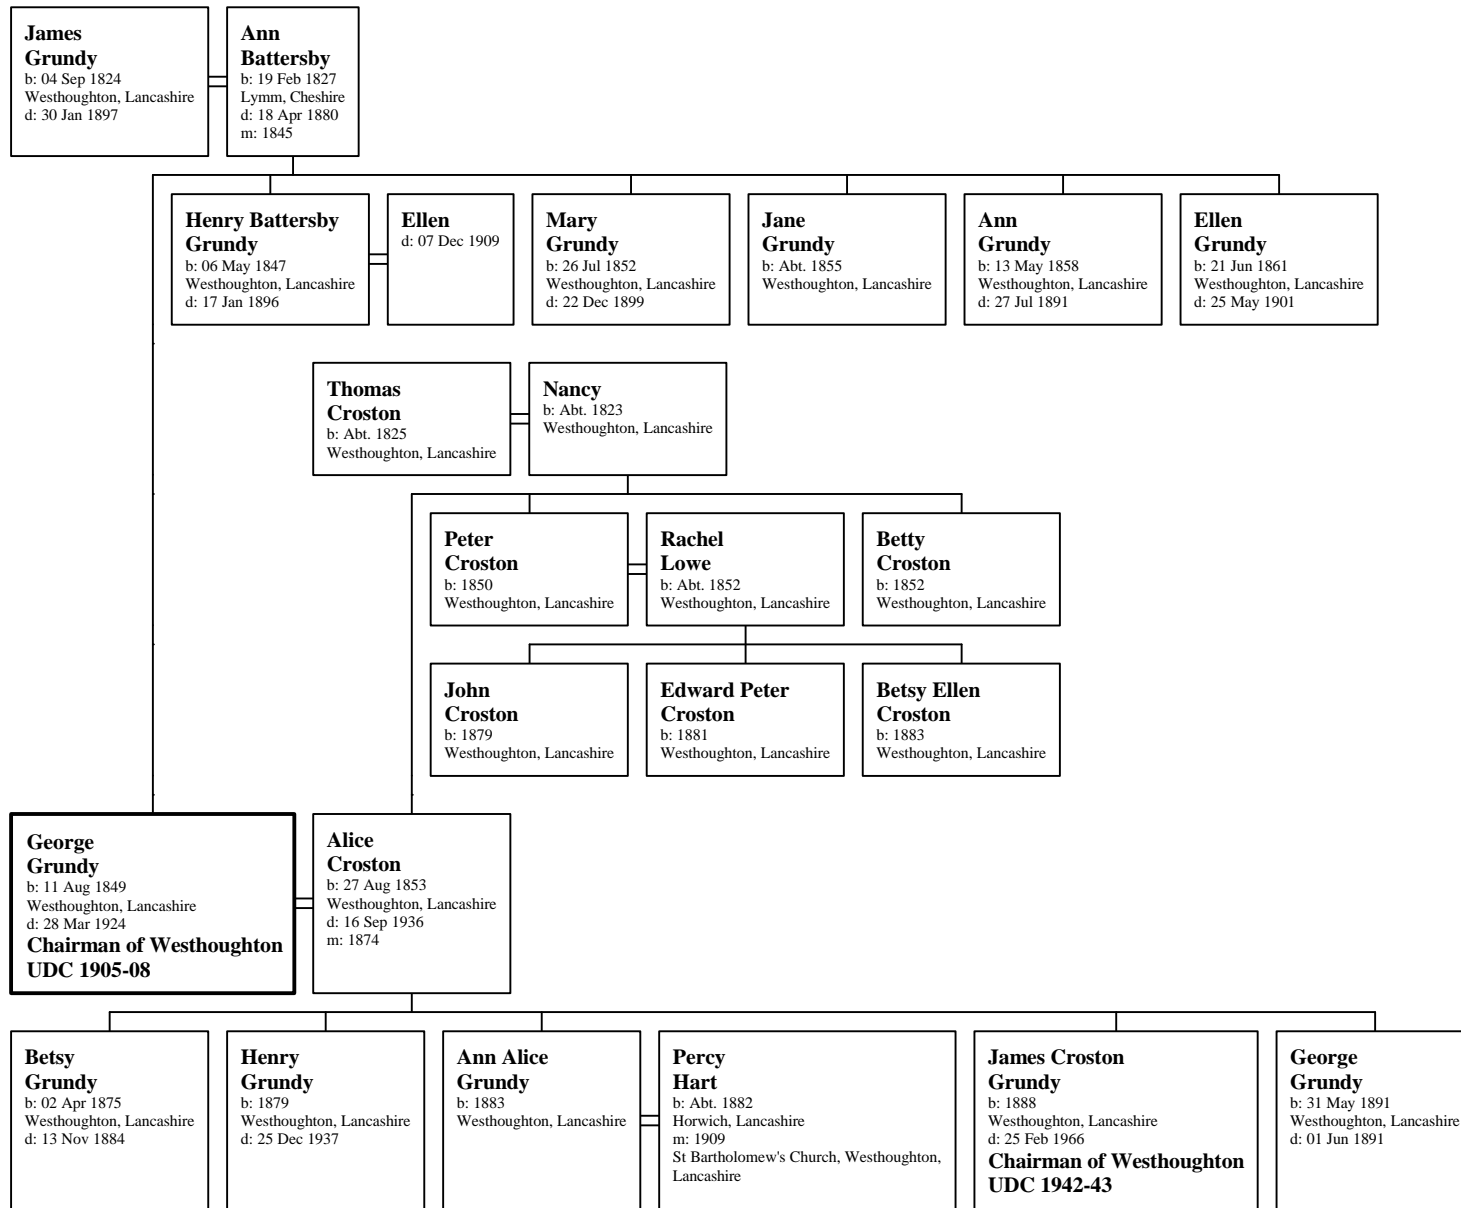 James
Grundy
b: 04 Sep 1824
Westhoughton, Lancashire
d: 30 Jan 1897
Ann
Battersby
b: 19 Feb 1827
Lymm, Cheshire
d: 18 Apr 1880
m: 1845
Henry Battersby
Grundy
b: 06 May 1847
Westhoughton, Lancashire
d: 17 Jan 1896
Ellen
d: 07 Dec 1909
Mary
Grundy
b: 26 Jul 1852
Westhoughton, Lancashire
d: 22 Dec 1899
Jane
Grundy
b: Abt. 1855
Westhoughton, Lancashire
Ann
Grundy
b: 13 May 1858
Westhoughton, Lancashire
d: 27 Jul 1891
Ellen
Grundy
b: 21 Jun 1861
Westhoughton, Lancashire
d: 25 May 1901
Thomas
Croston
b: Abt. 1825
Westhoughton, Lancashire
Nancy
b: Abt. 1823
Westhoughton, Lancashire
Peter
Croston
b: 1850
Westhoughton, Lancashire
Rachel
Lowe
b: Abt. 1852
Westhoughton, Lancashire
Betty
Croston
b: 1852
Westhoughton, Lancashire
John
Croston
b: 1879
Westhoughton, Lancashire
Edward Peter
Croston
b: 1881
Westhoughton, Lancashire
Betsy Ellen
Croston
b: 1883
Westhoughton, Lancashire
George
Grundy
b: 11 Aug 1849
Westhoughton, Lancashire
d: 28 Mar 1924
Chairman of Westhoughton
UDC 1905-08
Alice
Croston
b: 27 Aug 1853
Westhoughton, Lancashire
d: 16 Sep 1936
m: 1874
Betsy
Grundy
b: 02 Apr 1875
Westhoughton, Lancashire
d: 13 Nov 1884
Henry
Grundy
b: 1879
Westhoughton, Lancashire
d: 25 Dec 1937
Ann Alice
Grundy
b: 1883
Westhoughton, Lancashire
Percy
Hart
b: Abt. 1882
Horwich, Lancashire
m: 1909
St Bartholomew's Church, Westhoughton,
Lancashire
James Croston
Grundy
b: 1888
Westhoughton, Lancashire
d: 25 Feb 1966
Chairman of Westhoughton
UDC 1942-43
George
Grundy
b: 31 May 1891
Westhoughton, Lancashire
d: 01 Jun 1891